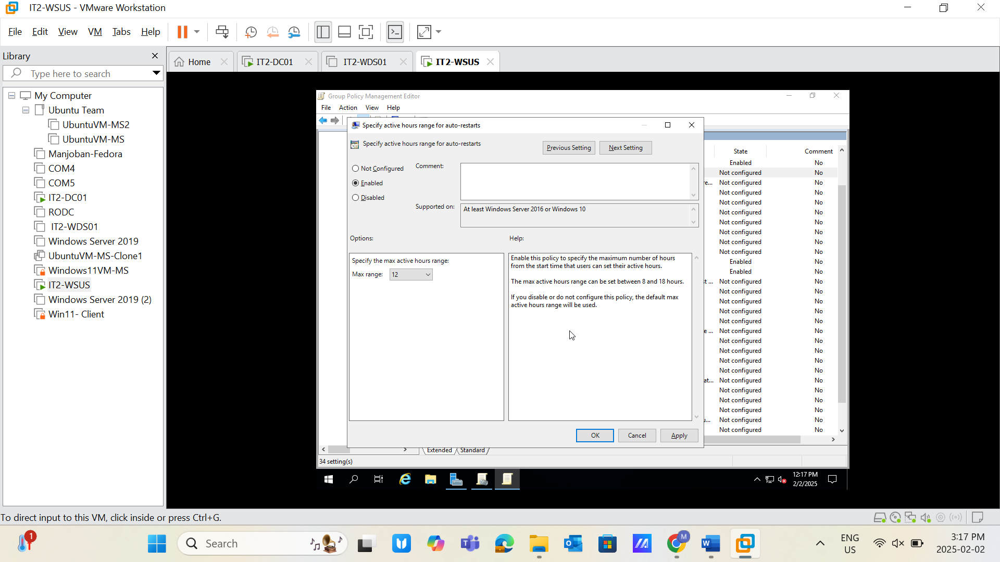 IT2-WSUS - VMware Workstation
File Edit View VM Tabs Help
Library
Type here to search
My Computer
Ubuntu Team
UbuntuVM-MS2
UbuntuVM-MS
Manjoban-Fedora
COM4
COM5
IT2-DC01
RODC
IT2-WDS01
Windows Server 2019
UbuntuVM-MS-Clone1
Windows11VM-MS
IT2-WSUS
Windows Server 2019 (2)
Win11- Client
Home IT2-DC01 IT2-WDS01 IT2-WSUS
Group Policy Management Editor
File Action View Help
Specify active hours range for auto-restarts
Specify active hours range for auto-restarts
Previous Setting Next Setting
Not Configured
Enabled
Disabled
Comment:
Supported on:
At least Windows Server 2016 or Windows 10
Options:
Help:
Specify the max active hours range:
Max range: 12
Enable this policy to specify the maximum number of hours
from the start time that users can set their active hours.
The max active hours range can be set between 8 and 18 hours.
If you disable or do not configure this policy, the default max
active hours range will be used.
OK Cancel Apply
State Comment
Enabled No
Not configured No
re... Not configured No
Not configured No
Not configured No
Not configured No
Not configured No
Not configured No
Not configured No
Not configured No
Enabled No
Enabled No
st ... Not configured No
Not configured No
Not configured No
Not configured No
Not configured No
e ... Not configured No
Not configured No
Not configured No
Not configured No
Not configured No
at... Not configured No
Not configured No
Not configured No
Not configured No
u... Not configured No
Not configured No
Extended Standard
34 setting(s)
12:17 PM
2/2/2025
To direct input to this VM, click inside or press Ctrl+G.
1
Search
M
ENG
US
3:17 PM
2025-02-02